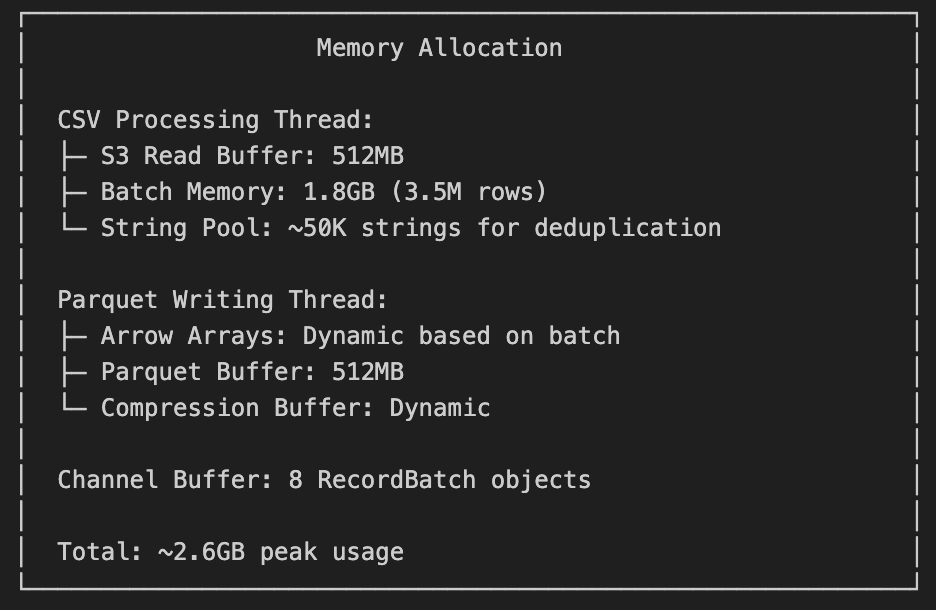 Memory Allocation
CSV Processing Thread:
├─ S3 Read Buffer: 512MB
├─ Batch Memory: 1.8GB (3.5M rows)
└─ String Pool: ~50K strings for deduplication
Parquet Writing Thread:
├─ Arrow Arrays: Dynamic based on batch
├─ Parquet Buffer: 512MB
└─ Compression Buffer: Dynamic
Channel Buffer: 8 RecordBatch objects
Total: ~2.6GB peak usage